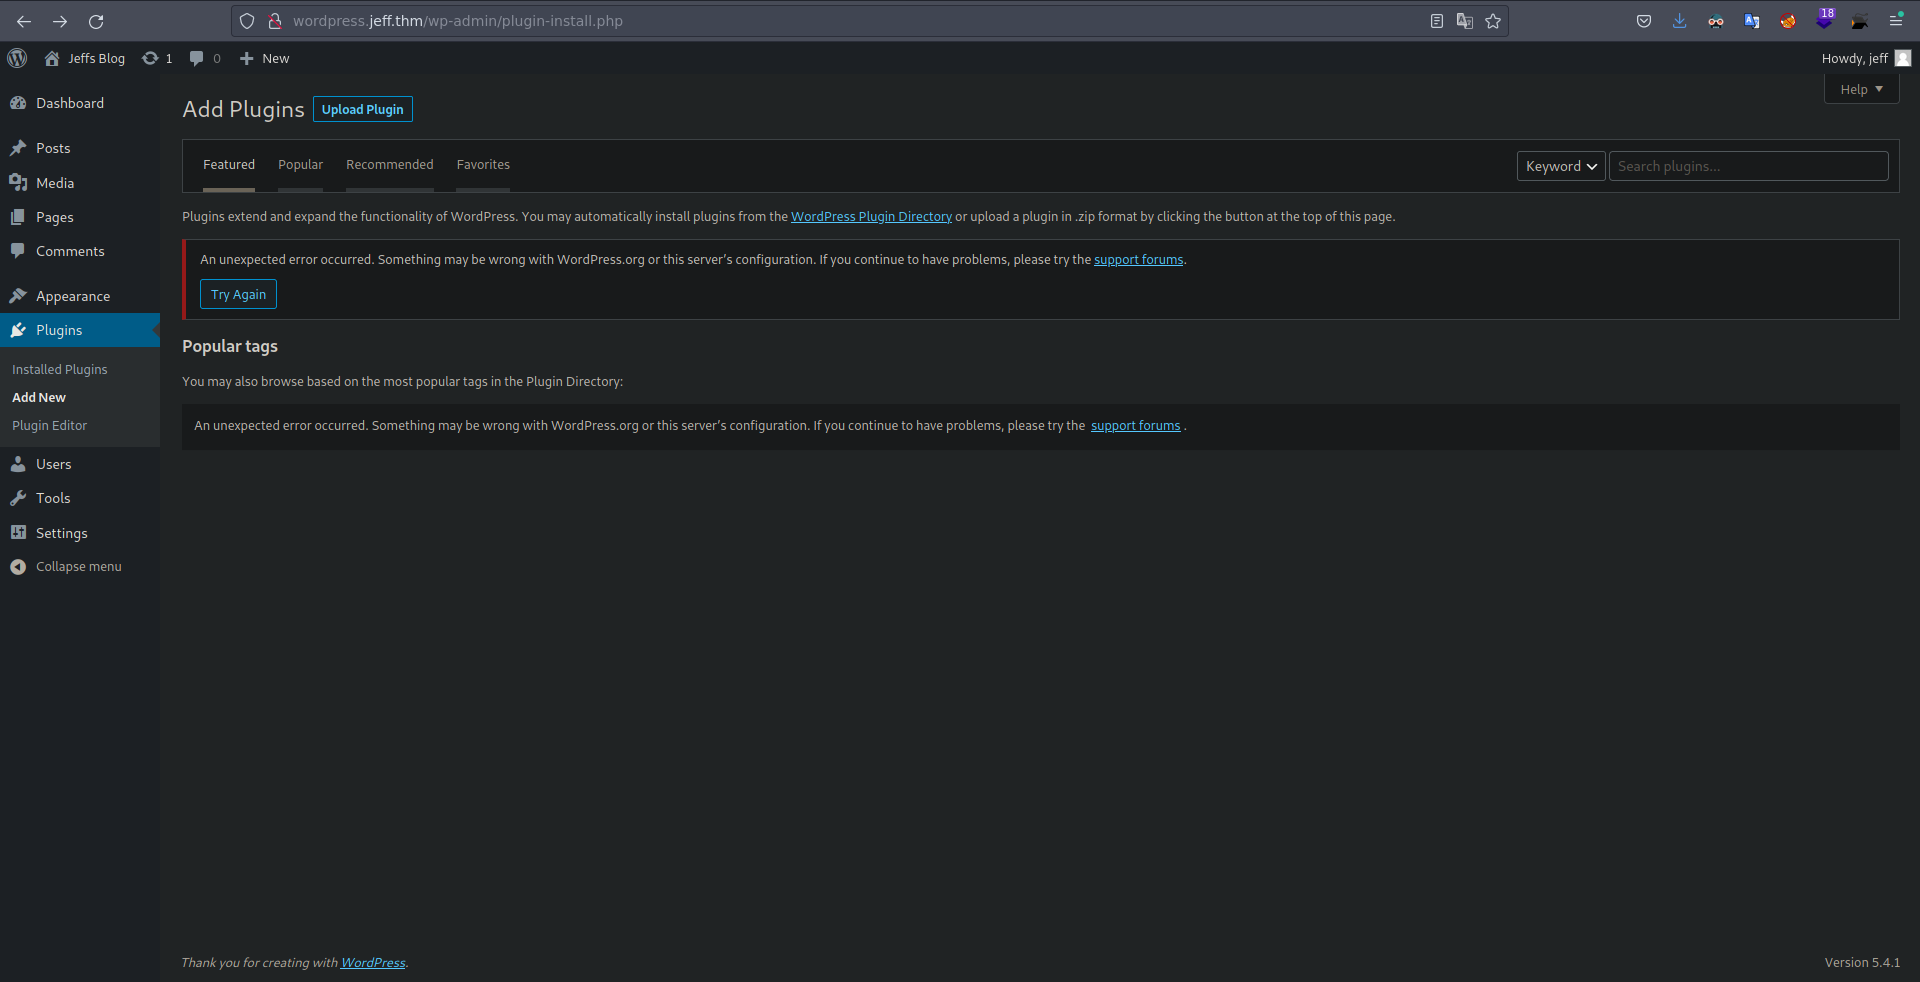 wordpress.jeff.thm/wp-admin/plugin-install.php
18
Jeffs Blog 1 0 New
Howdy, jeff
Help
Dashboard
Posts
Media
Pages
Comments
Appearance
Plugins
Installed Plugins
Add New
Plugin Editor
Users
Tools
Settings
Collapse menu
Add Plugins Upload Plugin
Featured Popular Recommended Favorites
Keyword Search plugins...
Plugins extend and expand the functionality of WordPress. You may automatically install plugins from the WordPress Plugin Directory or upload a plugin in .zip format by clicking the button at the top of this page.
An unexpected error occurred. Something may be wrong with WordPress.org or this server’s configuration. If you continue to have problems, please try the support forums.
Try Again
Popular tags
You may also browse based on the most popular tags in the Plugin Directory:
An unexpected error occurred. Something may be wrong with WordPress.org or this server’s configuration. If you continue to have problems, please try the support forums .
Thank you for creating with WordPress.
Version 5.4.1